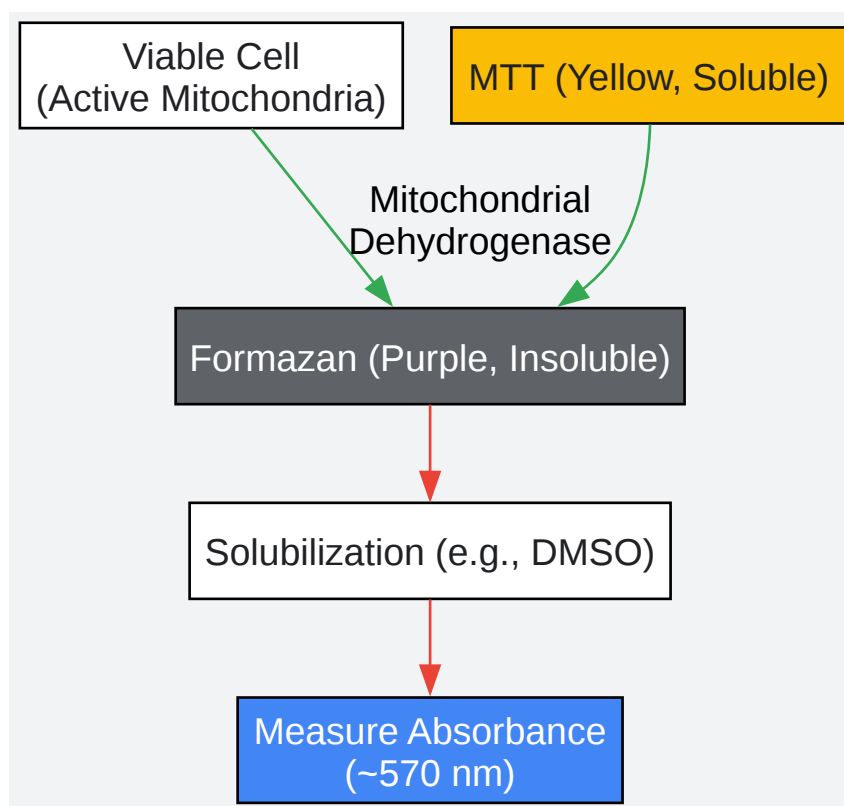 Viable Cell
(Active Mitochondria)
MTT (Yellow, Soluble)
Mitochondrial
Dehydrogenase
Formazan (Purple, Insoluble)
Solubilization (e.g., DMSO)
Measure Absorbance
(~570 nm)